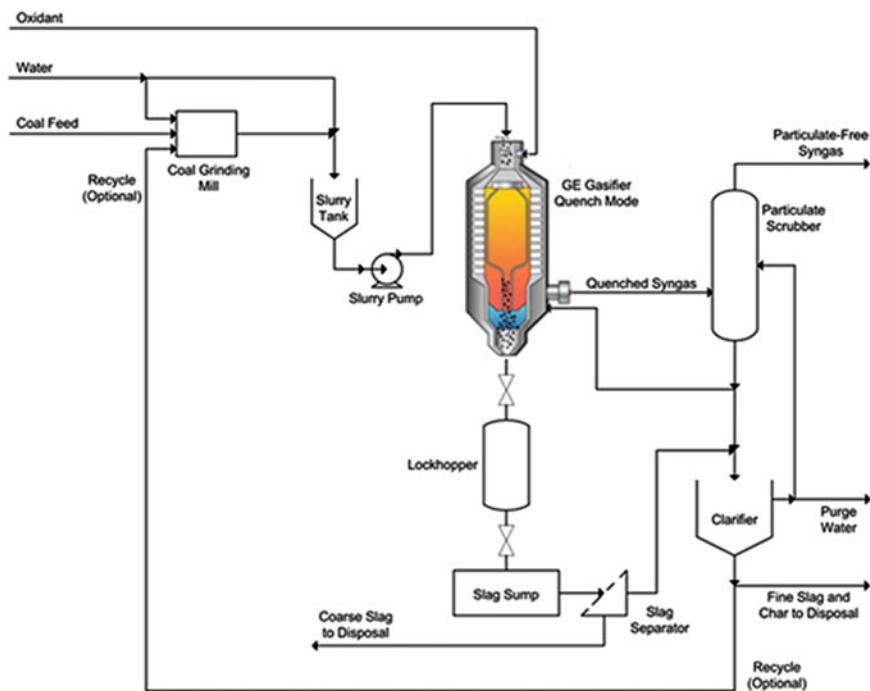 Oxidant
Water
Coal Feed
Recycle
(Optional)
Coal Grinding
Mill
Slurry
Tank
Slurry Pump
GE Gasifier
Quench Mode
Particulate-Free
Syngas
Particulate
Scrubber
Quenched Syngas
Lockhopper
Clarifier
Purge
Water
Slag Sump
Slag
Separator
Fine Slag and
Char to Disposal
Coarse Slag
to Disposal
Recycle
(Optional)